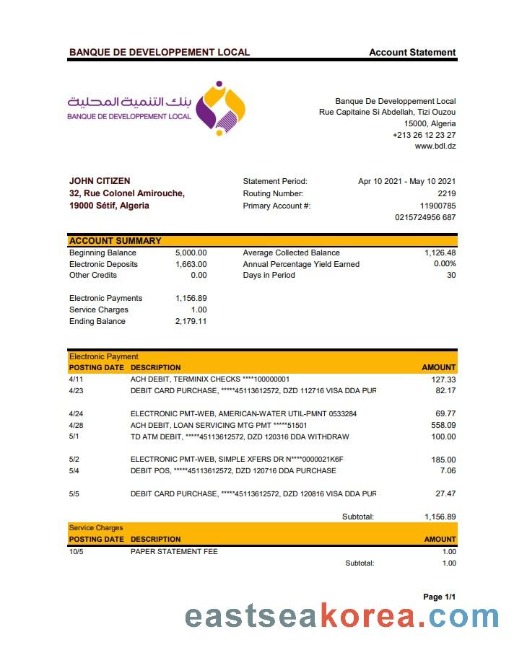 BANQUE DE DEVELOPPEMENT LOCAL Account Statement
بنك التنمية المحلية
BANQUE DE DEVELOPPEMENT LOCAL
Banque De Developpement Local
Rue Capitaine Si Abdellah, Tizi Ouzou
15000, Algeria
+213 26 12 23 27
www.bdl.dz
JOHN CITIZEN
32, Rue Colonel Amirouche,
19000 Sétif, Algeria
Statement Period: Apr 10 2021 - May 10 2021
Routing Number: 2219
Primary Account #: 11900785
0215724956 687
ACCOUNT SUMMARY
Beginning Balance 5,000.00 Average Collected Balance 1,126.48
Electronic Deposits 1,663.00 Annual Percentage Yield Earned 0.00%
Other Credits 0.00 Days in Period 30
Electronic Payments 1,156.89
Service Charges 1.00
Ending Balance 2,179.11
Electronic Payment
POSTING DATE DESCRIPTION AMOUNT
4/11 ACH DEBIT, TERMINIX CHECKS ****100000001 127.33
4/23 DEBIT CARD PURCHASE, *****45113612572, DZD 112716 VISA DDA PUR 82.17
4/24 ELECTRONIC PMT-WEB, AMERICAN-WATER UTIL-PMNT 0533284 69.77
4/28 ACH DEBIT, LOAN SERVICING MTG PMT *****51501 558.09
5/1 TD ATM DEBIT, *****45113612572, DZD 120316 DDA WITHDRAW 100.00
5/2 ELECTRONIC PMT-WEB, SIMPLE XFERS DR N****0000021K6F 185.00
5/4 DEBIT POS, *****45113612572, DZD 120716 DDA PURCHASE 7.06
5/5 DEBIT CARD PURCHASE, *****45113612572, DZD 120816 VISA DDA PUR 27.47
Subtotal: 1,156.89
Service Charges
POSTING DATE DESCRIPTION AMOUNT
10/5 PAPER STATEMENT FEE 1.00
Subtotal: 1.00
Page 1/1
eastseakorea.com